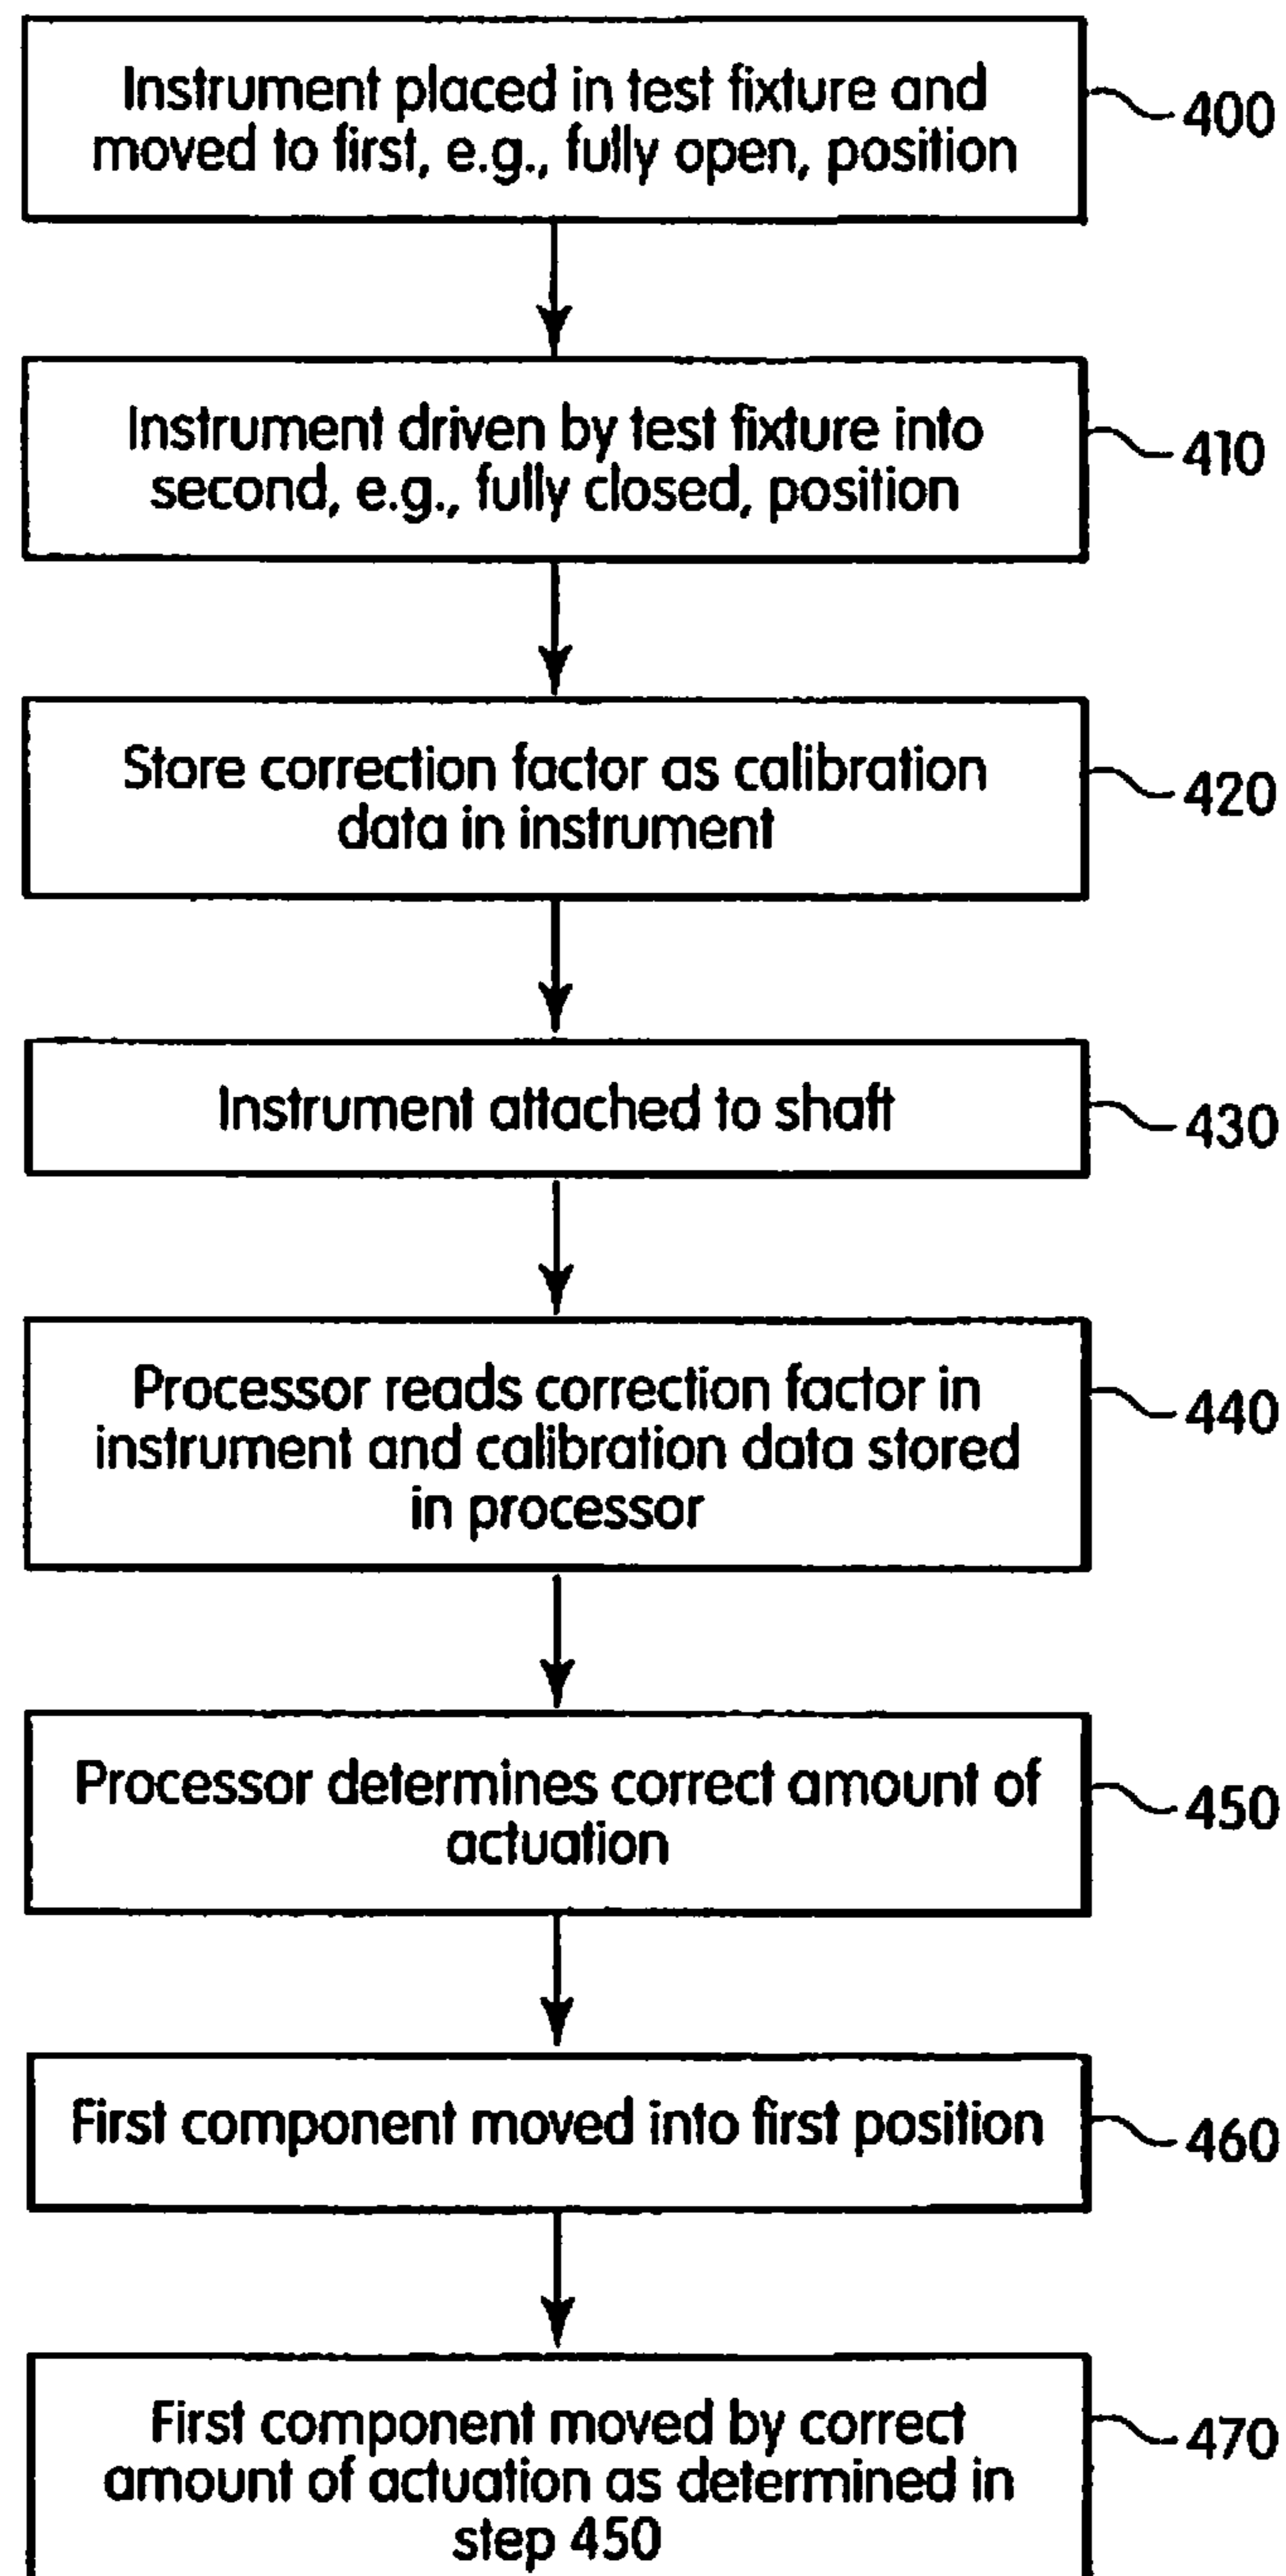 Instrument placed in test fixture and
moved to first, e.g., fully open, position
400
Instrument driven by test fixture into
second, e.g., fully closed, position
410
Store correction factor as calibration
data in instrument
420
Instrument attached to shaft
430
Processor reads correction factor in
instrument and calibration data stored
in processor
440
Processor determines correct amount of
actuation
450
First component moved into first position
460
First component moved by correct
amount of actuation as determined in
step 450
470